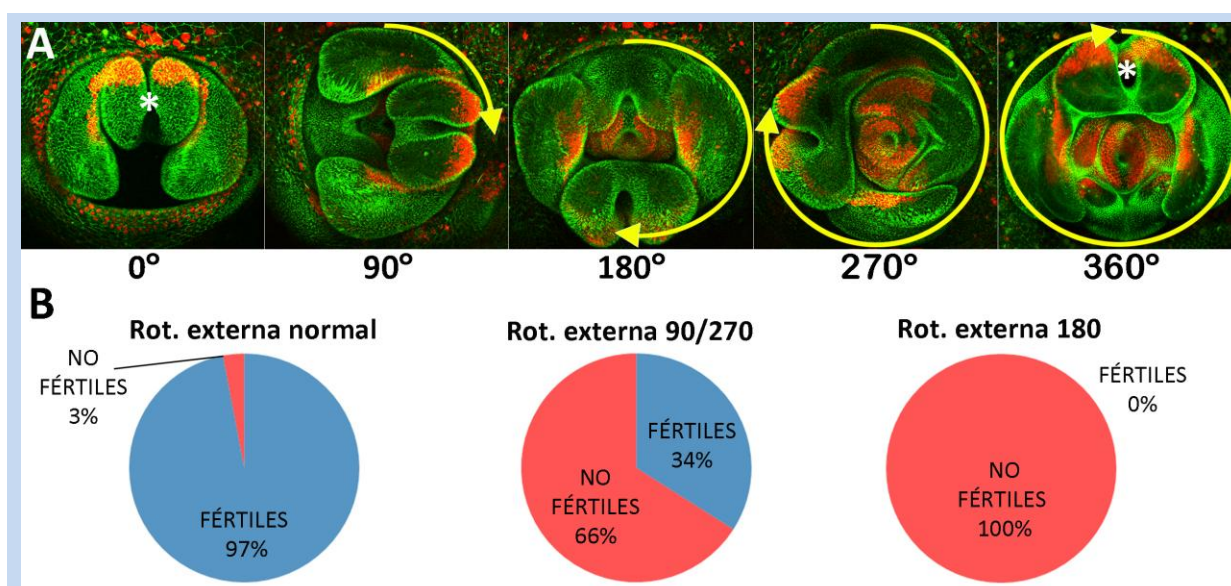 A
*
*
0° 90° 180° 270° 360°
B
Rot. externa normal
NO
FÉRTILES
3%
FÉRTILES
97%
Rot. externa 90/270
FÉRTILES
34%
NO
FÉRTILES
66%
Rot. externa 180
FÉRTILES
0%
NO
FÉRTILES
100%